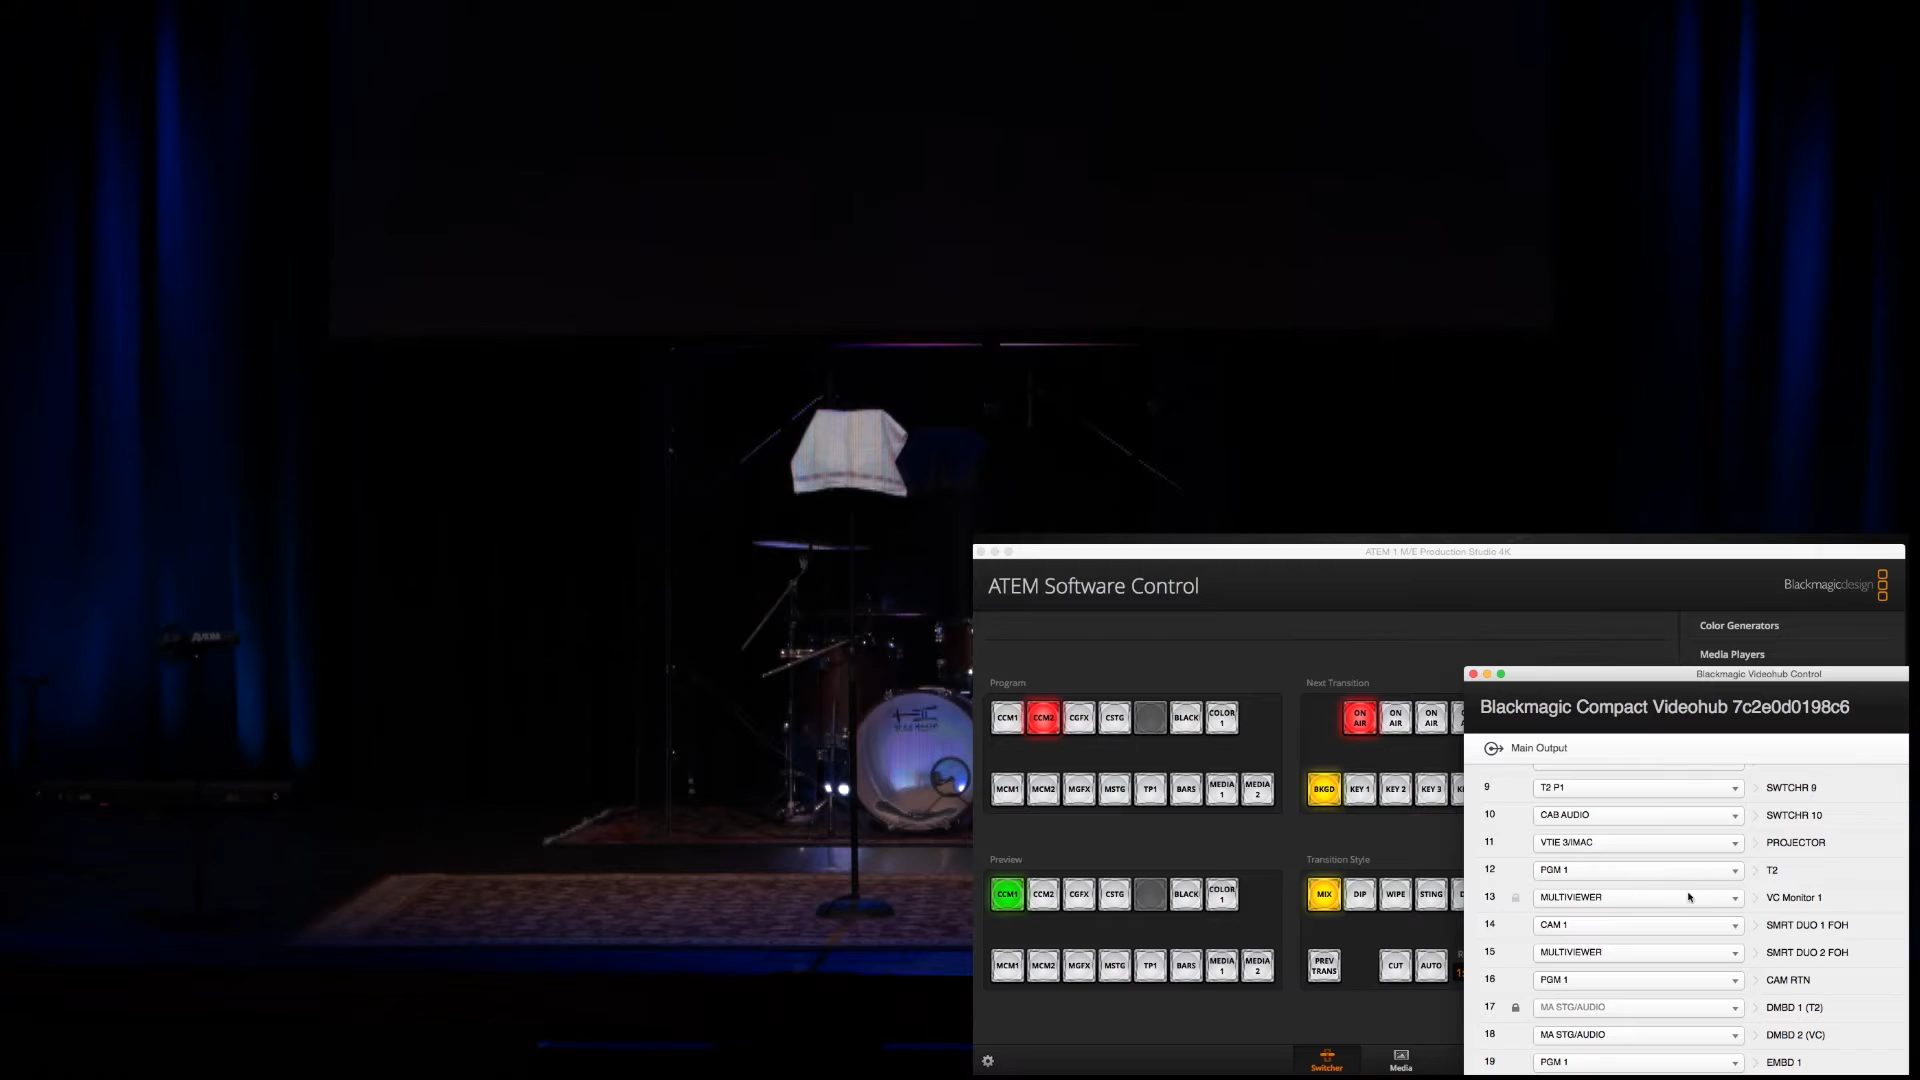 ATEM 1 M/E Production Studio 4K
ATEM Software Control
Blackmagicdesign
Color Generators
Media Players
Program
CCM1 CCM2 CGFX CSTG BLACK COLOR 1
MCM1 MCM2 MGFX MSTG TP1 BARS MEDIA 1 MEDIA 2
Next Transition
ON AIR ON AIR ON AIR
BKGD KEY 1 KEY 2 KEY 3
Preview
CCM1 CCM2 CGFX CSTG BLACK COLOR 1
MCM1 MCM2 MGFX MSTG TP1 BARS MEDIA 1 MEDIA 2
Transition Style
MIX DIP WIPE STING
PREV TRANS CUT AUTO
Switcher
Media
Blackmagic Videohub Control
Blackmagic Compact Videohub 7c2e0d0198c6
Main Output
9 T2 P1 SWTCHR 9
10 CAB AUDIO SWTCHR 10
11 VTIE 3/IMAC PROJECTOR
12 PGM 1 T2
13 MULTIVIEWER VC Monitor 1
14 CAM 1 SMRT DUO 1 FOH
15 MULTIVIEWER SMRT DUO 2 FOH
16 PGM 1 CAM RTN
17 MA STG/AUDIO DMBD 1 (T2)
18 MA STG/AUDIO DMBD 2 (VC)
19 PGM 1 EMBD 1